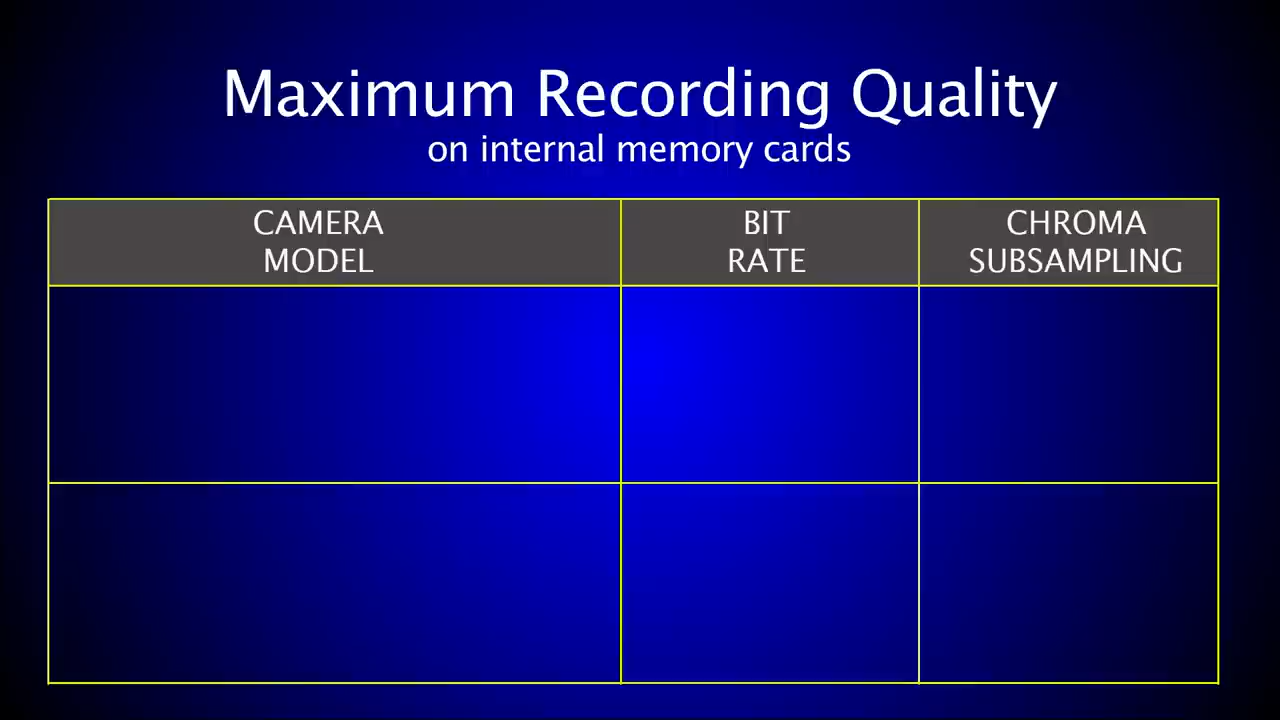 Maximum Recording Quality
on internal memory cards
CAMERA
MODEL
BIT
RATE
CHROMA
SUBSAMPLING